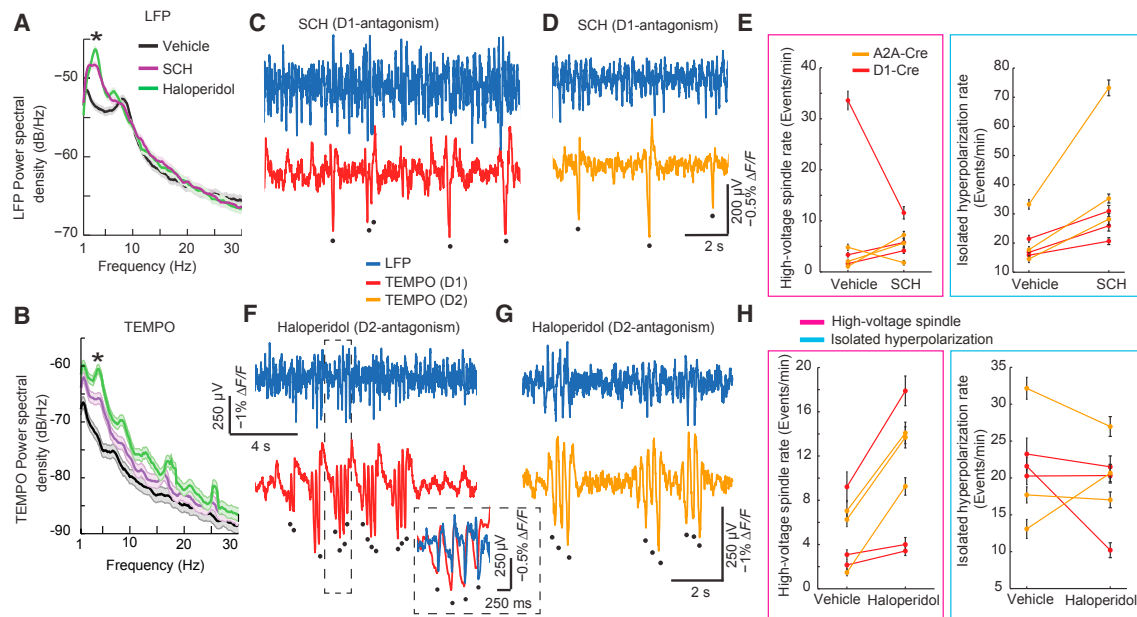 A
LFP
*
Vehicle
SCH
Haloperidol
LFP Power spectral
density (dB/Hz)
−50
−60
−70
1
10
20
30
Frequency (Hz)
B
TEMPO
*
TEMPO Power spectral
density (dB/Hz)
-60
-70
-80
-90
1
10
20
30
Frequency (Hz)
C
SCH (D1-antagonism)
D
SCH (D1-antagonism)
200 µV
−0.5% ΔF/F
2 s
LFP
TEMPO (D1)
TEMPO (D2)
E
A2A-Cre
D1-Cre
High-voltage spindle rate (Events/min)
40
30
20
10
0
Vehicle
SCH
Isolated hyperpolarization rate
(Events/min)
80
70
60
50
40
30
20
10
Vehicle
SCH
F
Haloperidol (D2-antagonism)
250 µV
−1% ΔF/F
4 s
250 µV
−0.5% ΔF/F
250 ms
G
Haloperidol (D2-antagonism)
250 µV
−1% ΔF/F
2 s
H
High-voltage spindle
Isolated hyperpolarization
High-voltage spindle rate (Events/min)
20
16
12
8
4
0
Vehicle
Haloperidol
Isolated hyperpolarization rate
(Events/min)
35
30
25
20
15
10
5
Vehicle
Haloperidol